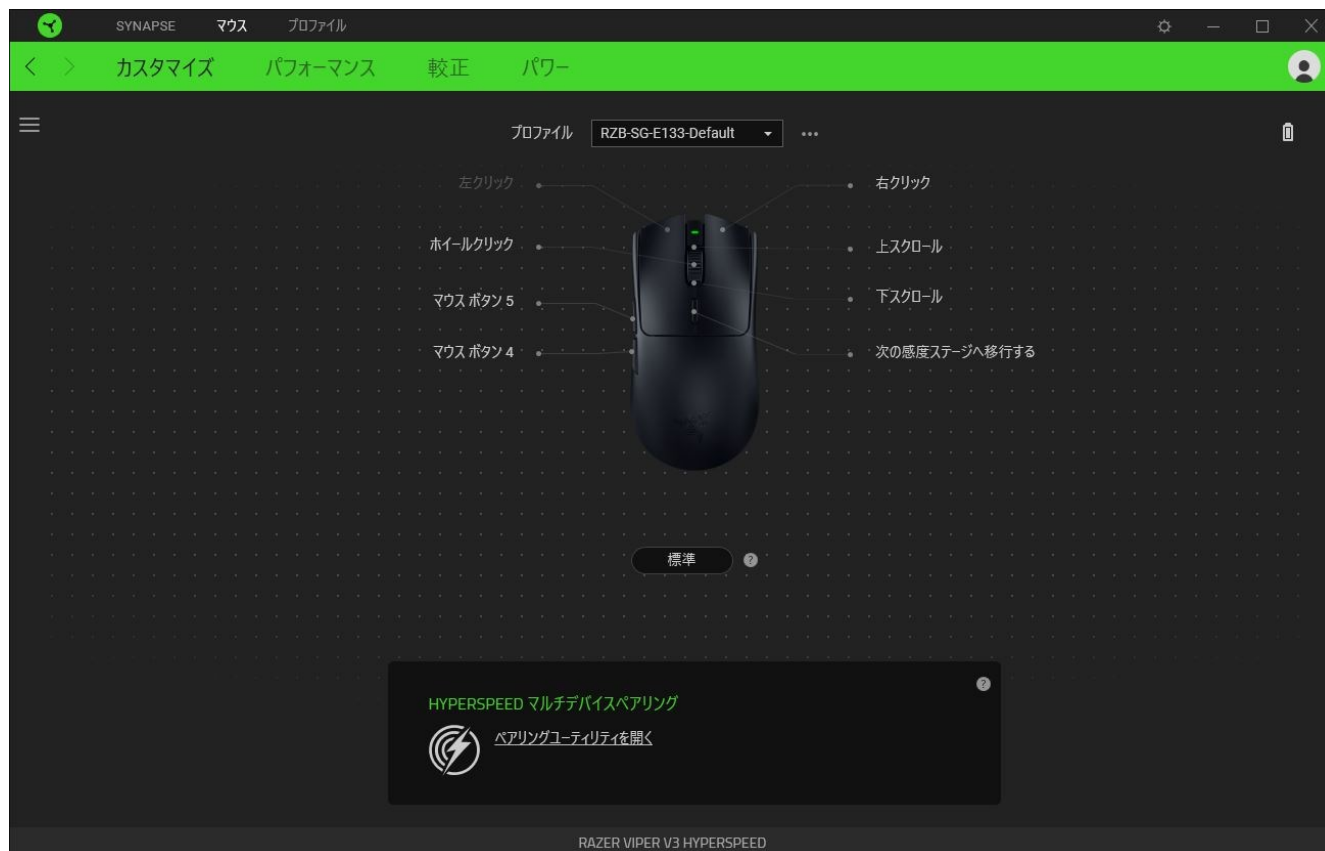 SYNAPSE マウス プロファイル
カスタマイズ パフォーマンス 較正 パワー
プロファイル RZB-SG-E133-Default
左クリック 右クリック
ホイールクリック 上スクロール
マウス ボタン 5 下スクロール
マウス ボタン 4 次の感度ステージへ移行する
標準 ?
?
HYPERSPEED マルチデバイスペアリング
ペアリングユーティリティを開く
RAZER VIPER V3 HYPERSPEED